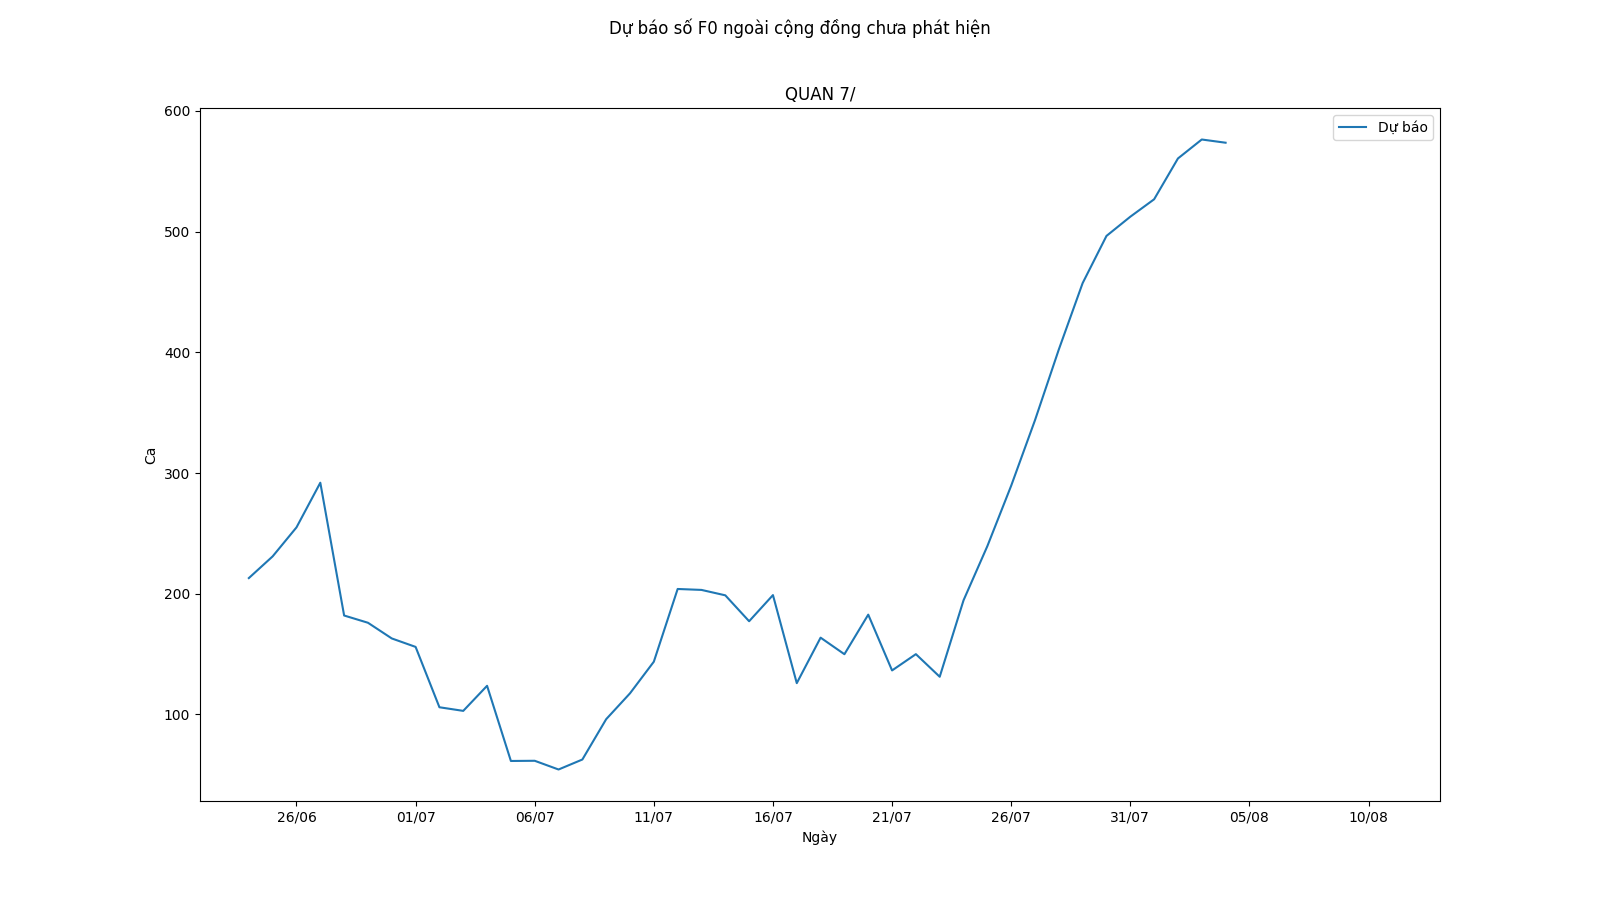 Dự báo số F0 ngoài cộng đồng chưa phát hiện
QUAN 7/
Dự báo
600
500
400
300
200
100
Ca
26/06 01/07 06/07 11/07 16/07 21/07 26/07 31/07 05/08 10/08
Ngày